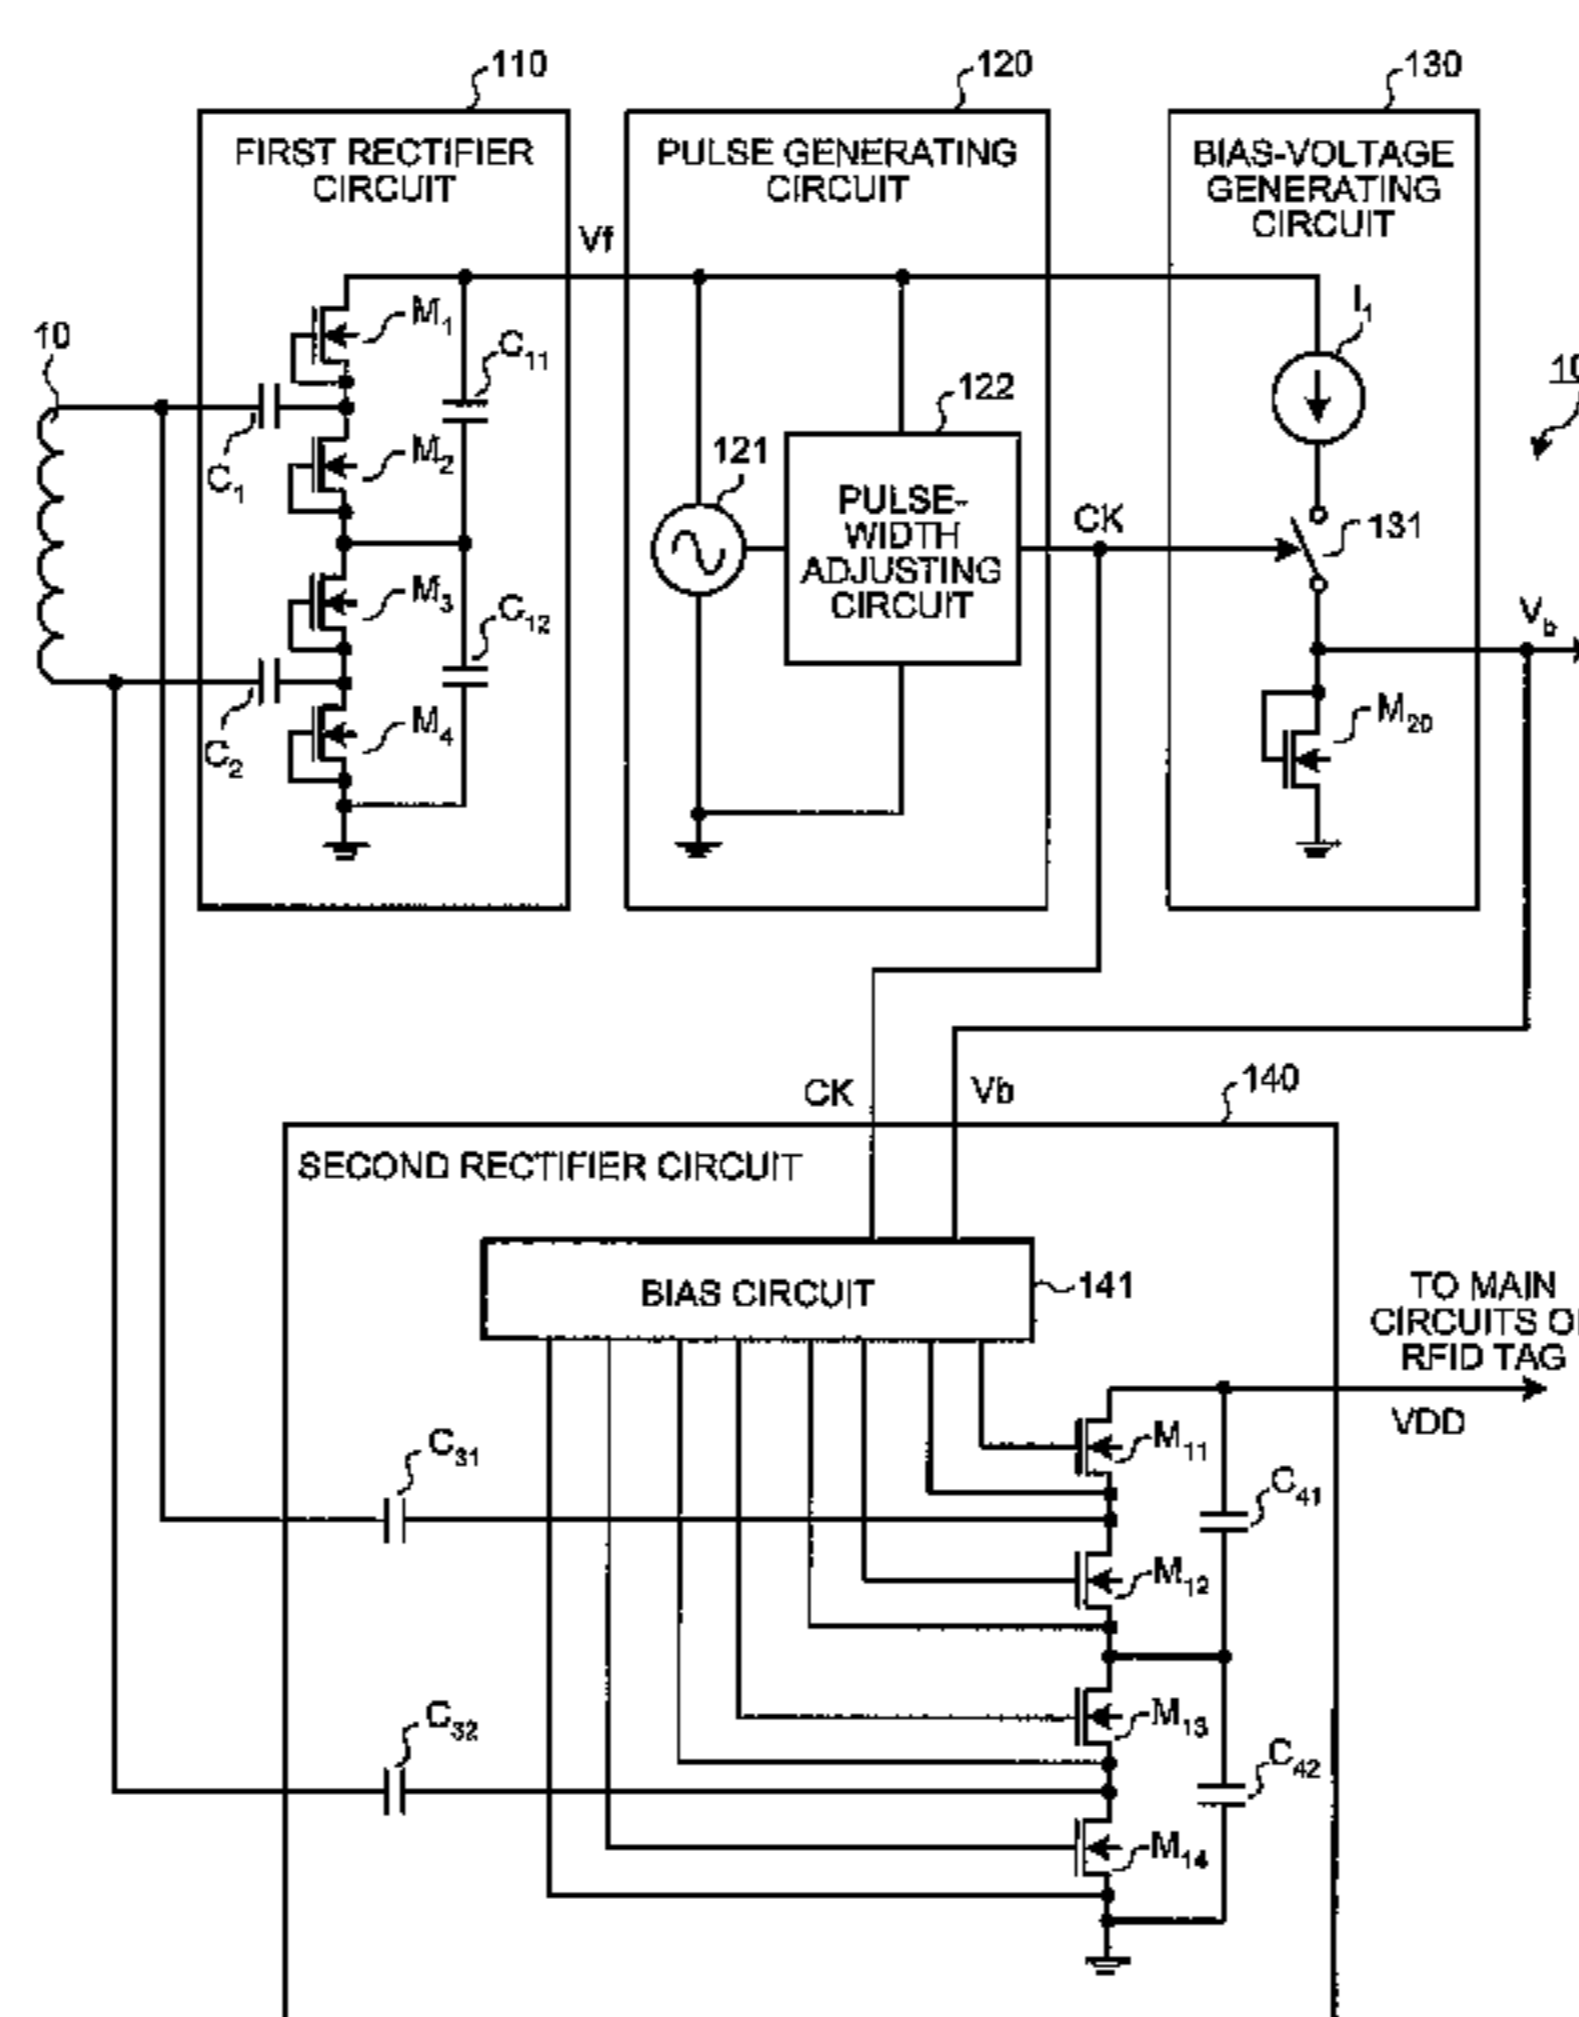 110
120
130
FIRST RECTIFIER
CIRCUIT
PULSE GENERATING
CIRCUIT
BIAS-VOLTAGE
GENERATING
CIRCUIT
Vf
10
M1
C11
C1
M2
M3
C12
C2
M4
121
122
PULSE-
WIDTH
ADJUSTING
CIRCUIT
CK
I1
131
Vb
M20
10
CK
Vb
140
SECOND RECTIFIER CIRCUIT
BIAS CIRCUIT
141
TO MAIN
CIRCUITS
RFID TAG
VDD
C31
M11
C41
M12
C32
M13
C42
M14